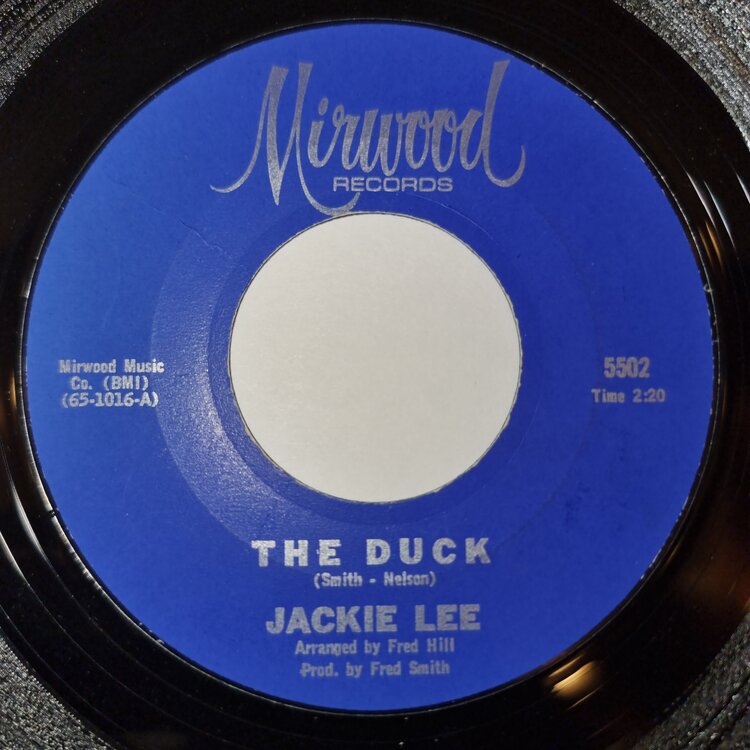 Mirwood
RECORDS
Mirwood Music
Co. (BMI)
(65-1016-A)
5502
Time 2:20
THE DUCK
(Smith - Nelson)
JACKIE LEE
Arranged by Fred Hill
Prod. by Fred Smith